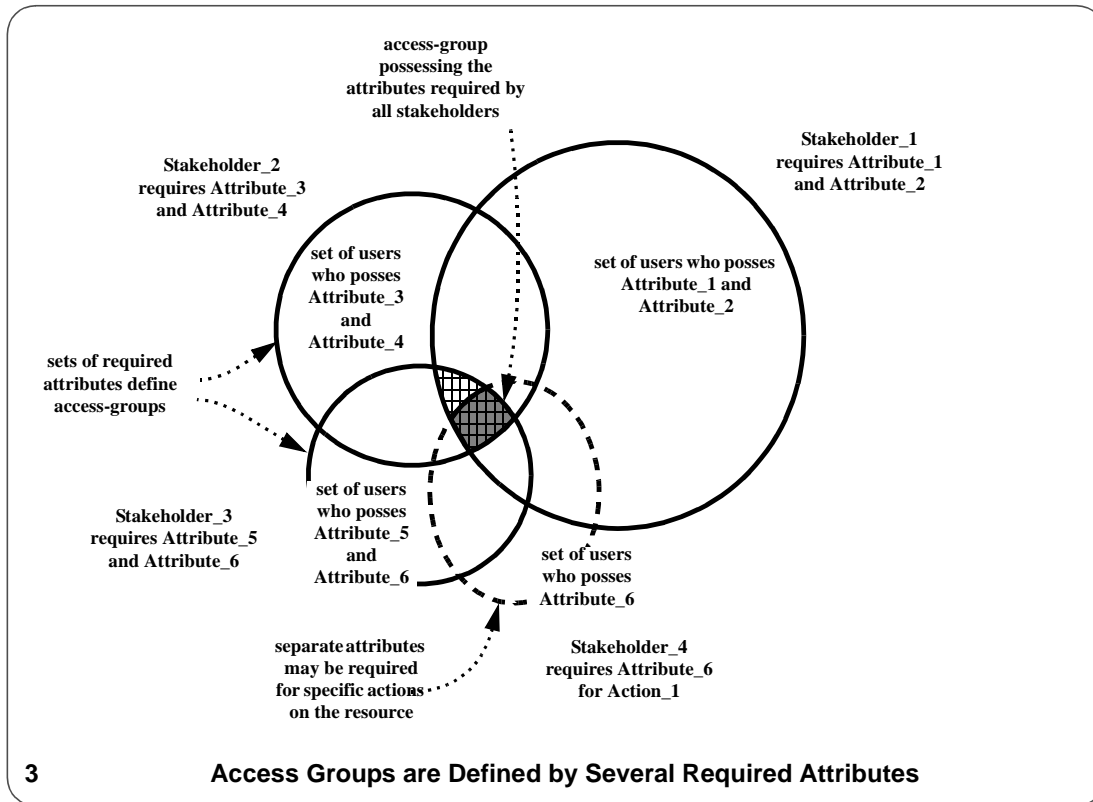 access-group
possessing the
attributes required by
all stakeholders
Stakeholder_2
requires Attribute_3
and Attribute_4
Stakeholder_1
requires Attribute_1
and Attribute_2
set of users
who posses
Attribute_3
and
Attribute_4
set of users who posses
Attribute_1 and
Attribute_2
sets of required
attributes define
access-groups
Stakeholder_3
requires Attribute_5
and Attribute_6
set of users
who posses
Attribute_5
and
Attribute_6
set of users
who posses
Attribute_6
separate attributes
may be required
for specific actions
on the resource
Stakeholder_4
requires Attribute_6
for Action_1
3 Access Groups are Defined by Several Required Attributes